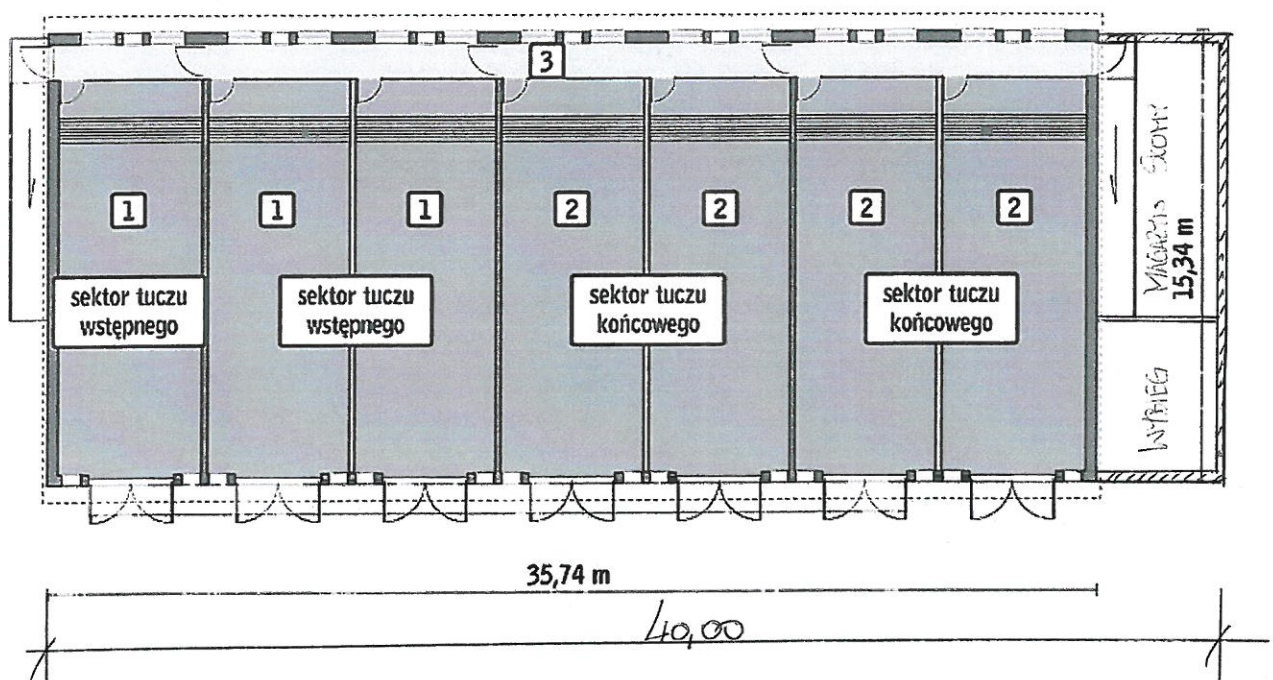 3
1
1
1
2
2
2
2
sektor tuczu
wstępnego
sektor tuczu
wstępnego
sektor tuczu
końcowego
sektor tuczu
końcowego
MAGAZYN SŁOMY
15,34 m
WYBIEG
35,74 m
40,00